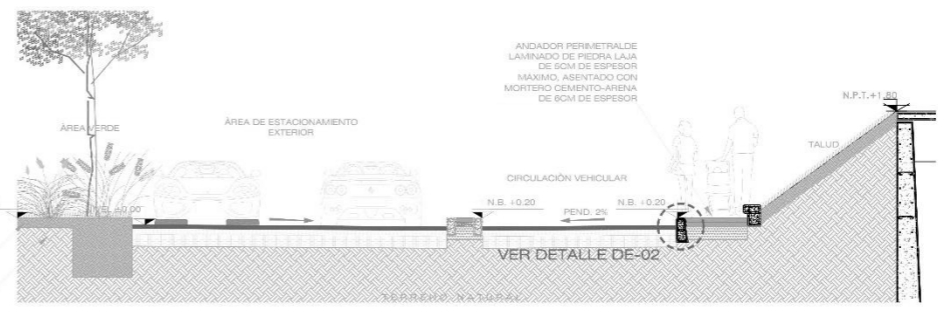 ANDADOR PERIMETRALDE
LAMINADO DE PIEDRA LAJA
DE 5CM DE ESPESOR
MÁXIMO, ASENTADO CON
MORTERO CEMENTO-ARENA
DE 6CM DE ESPESOR
N.P.T.+1.80
ÁREA VERDE
ÁREA DE ESTACIONAMIENTO
EXTERIOR
TALUD
CIRCULACIÓN VEHICULAR
N.B. +0.20
N.B. +0.20
PEND. 2%
VER DETALLE DE-02
TERRENO NATURAL